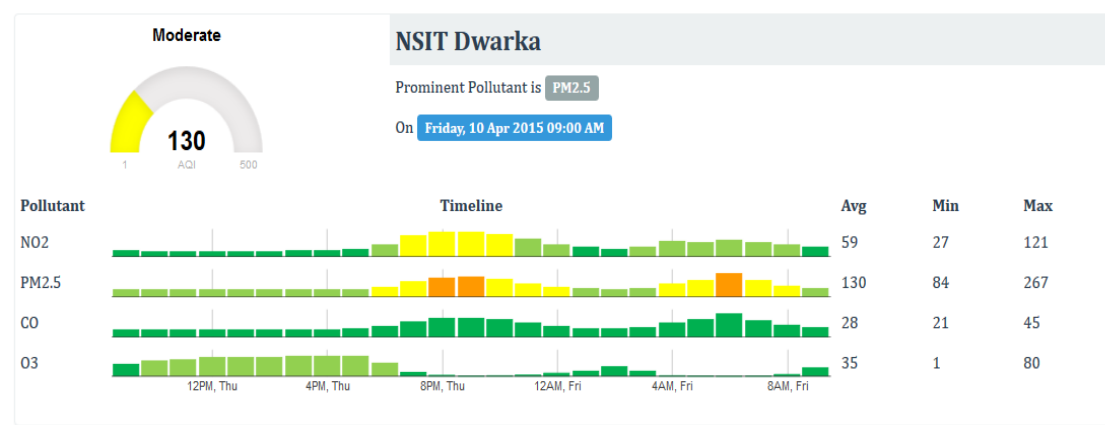 Moderate
130
1 AQI 500
NSIT Dwarka
Prominent Pollutant is PM2.5
On Friday, 10 Apr 2015 09:00 AM
Pollutant Timeline Avg Min Max
NO2 59 27 121
PM2.5 130 84 267
CO 28 21 45
O3 35 1 80
12PM, Thu 4PM, Thu 8PM, Thu 12AM, Fri 4AM, Fri 8AM, Fri